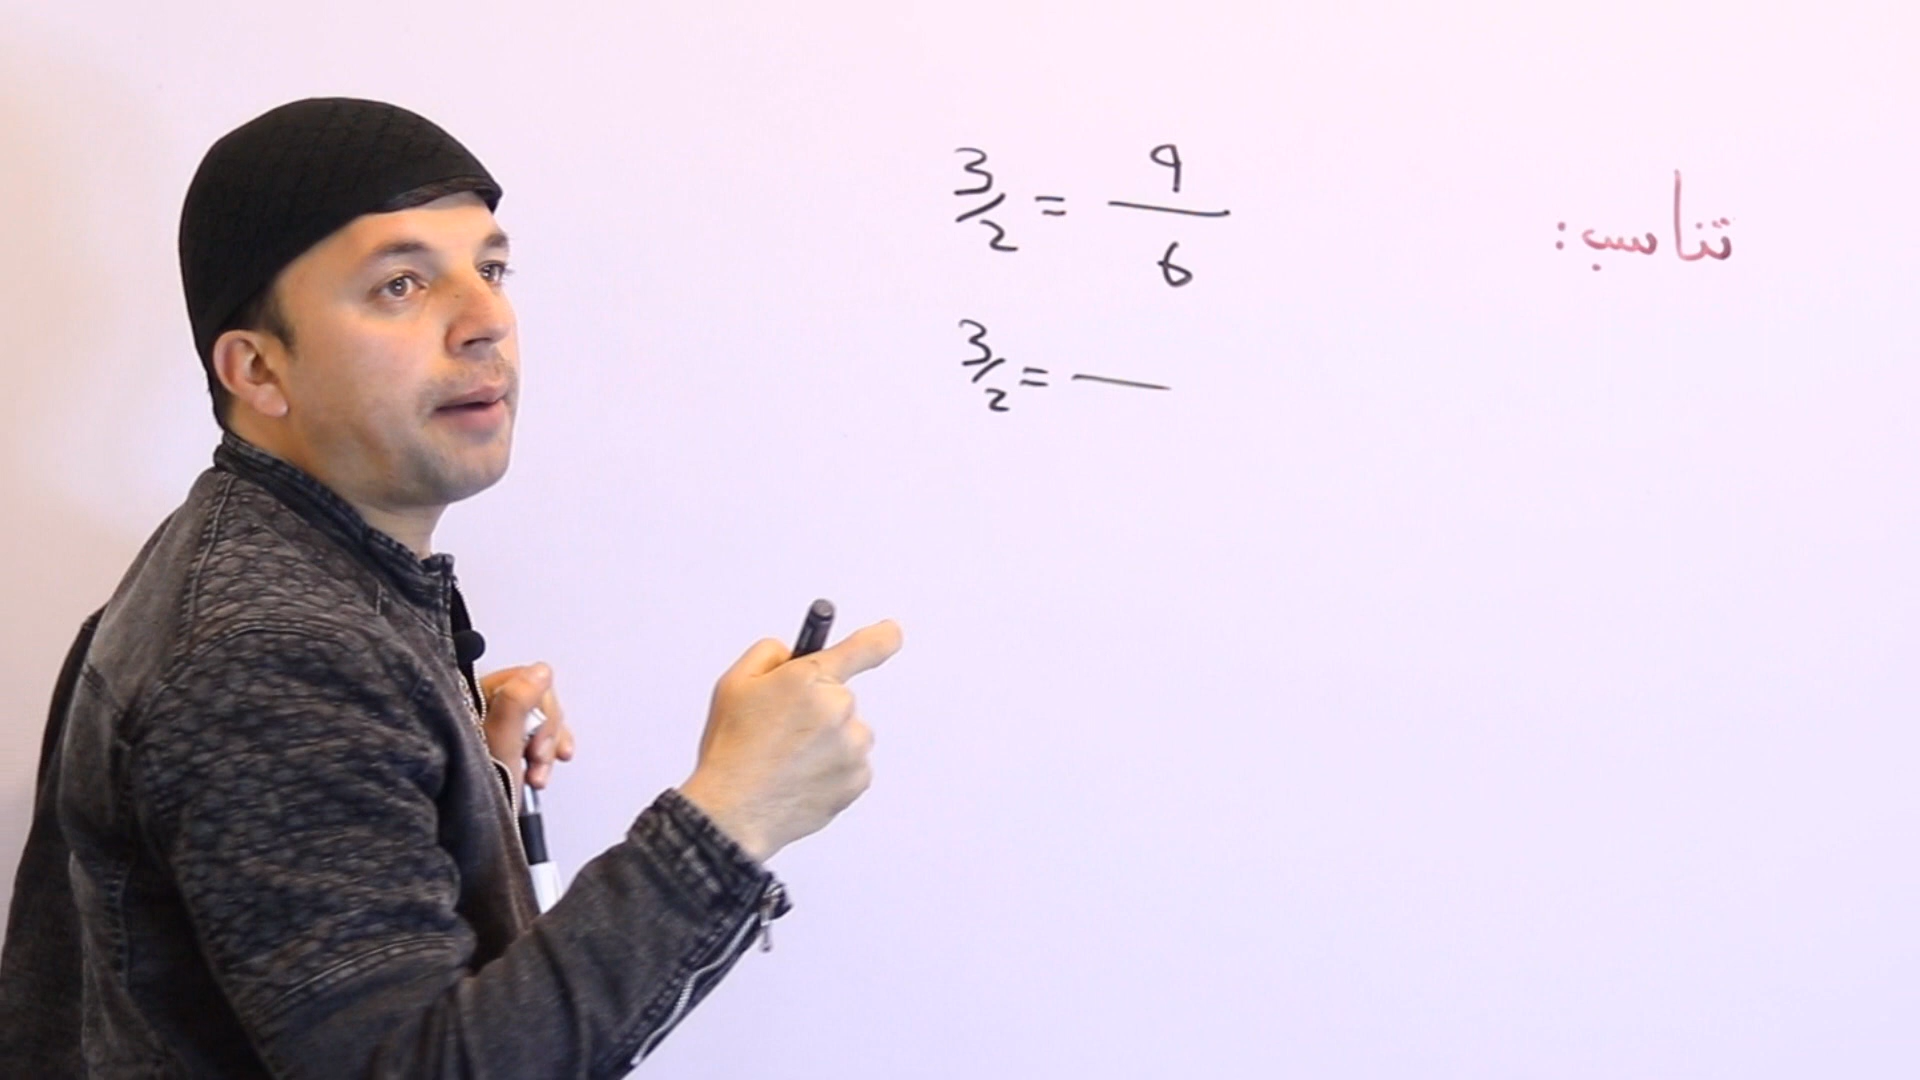 تناسب:
3/2 = 9/6
3/2 = —